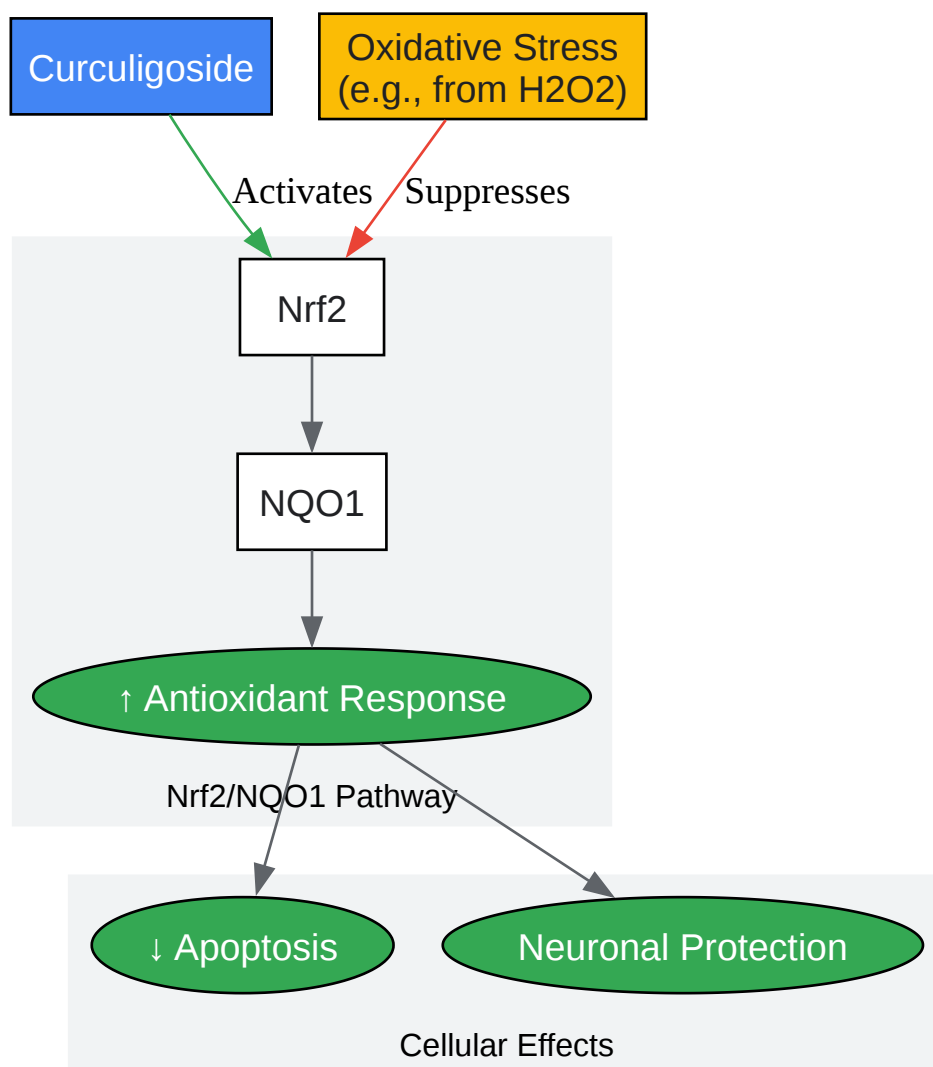 Curculigoside
Oxidative Stress
(e.g., from H2O2)
Activates
Suppresses
Nrf2
NQO1
↑ Antioxidant Response
Nrf2/NQO1 Pathway
↓ Apoptosis
Neuronal Protection
Cellular Effects